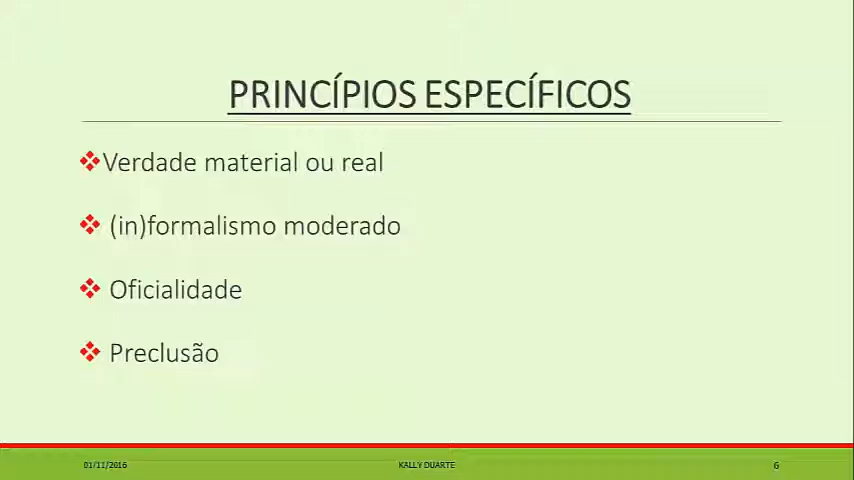 PRINCÍPIOS ESPECÍFICOS
Verdade material ou real
(in)formalismo moderado
Oficialidade
Preclusão
01/11/2016
KALLY DUARTE
6